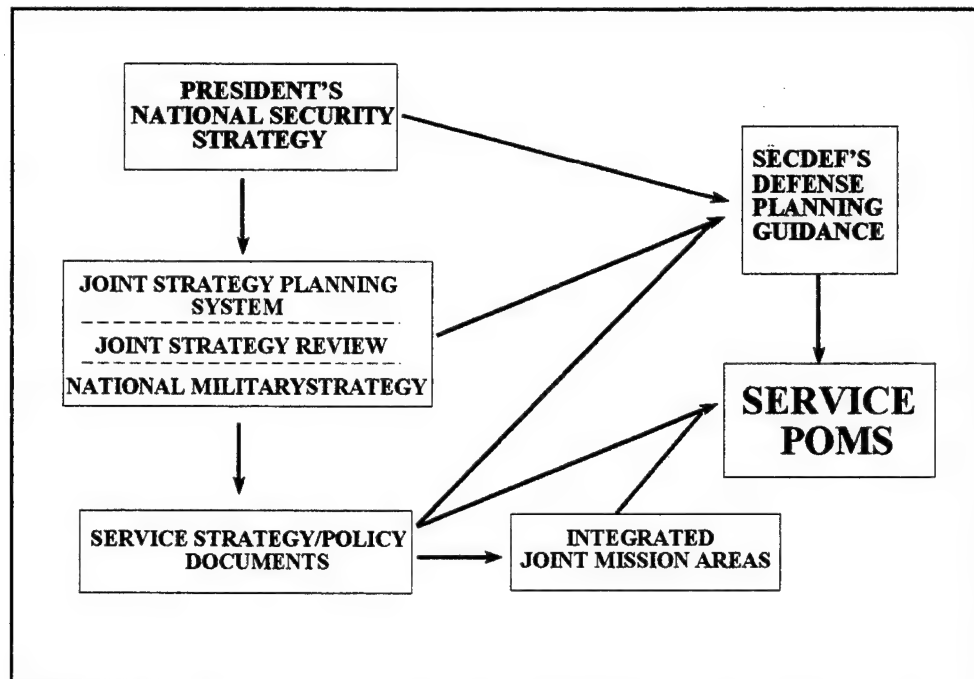 PRESIDENT'S
NATIONAL SECURITY
STRATEGY
SECDEF'S
DEFENSE
PLANNING
GUIDANCE
JOINT STRATEGY PLANNING
SYSTEM
JOINT STRATEGY REVIEW
NATIONAL MILITARYSTRATEGY
SERVICE
POMS
SERVICE STRATEGY/POLICY
DOCUMENTS
INTEGRATED
JOINT MISSION AREAS